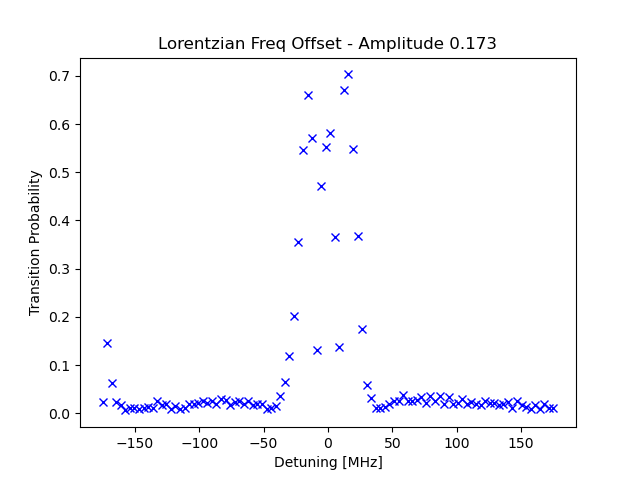 Lorentzian Freq Offset - Amplitude 0.173
Transition Probability
0.7
0.6
0.5
0.4
0.3
0.2
0.1
0.0
−150 −100 −50 0 50 100 150
Detuning [MHz]